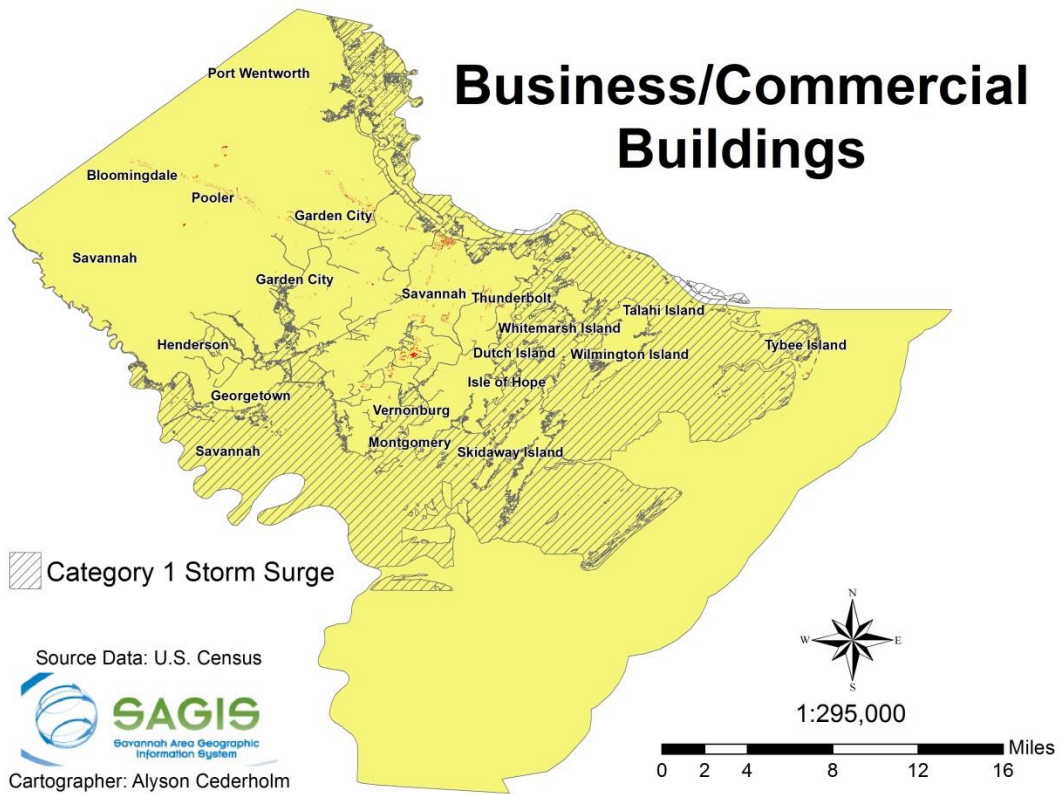 Business/Commercial
Buildings
Port Wentworth
Bloomingdale
Pooler
Garden City
Savannah
Garden City
Savannah
Thunderbolt
Talahi Island
Whitemarsh Island
Henderson
Dutch Island
Wilmington Island
Tybee Island
Isle of Hope
Georgetown
Vernonburg
Montgomery
Savannah
Skidaway Island
Category 1 Storm Surge
N
W
E
S
Source Data: U.S. Census
SAGIS
Savannah Area Geographic
Information System
Cartographer: Alyson Cederholm
1:295,000
Miles
0 2 4 8 12 16